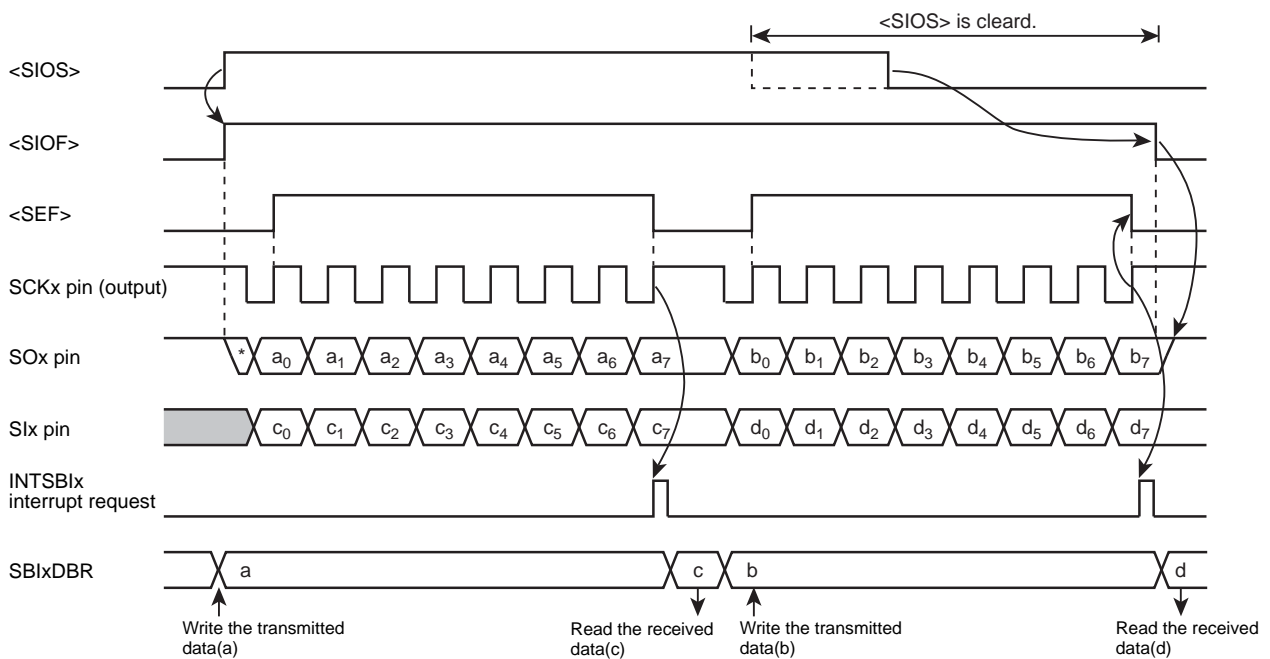 <SIOS> is cleard.
<SIOS>
<SIOF>
<SEF>
SCKx pin (output)
SOx pin
* a0 a1 a2 a3 a4 a5 a6 a7 b0 b1 b2 b3 b4 b5 b6 b7
SIx pin
c0 c1 c2 c3 c4 c5 c6 c7 d0 d1 d2 d3 d4 d5 d6 d7
INTSBIx
interrupt request
SBIxDBR
a c b d
Write the transmitted
data(a)
Read the received
data(c)
Write the transmitted
data(b)
Read the received
data(d)